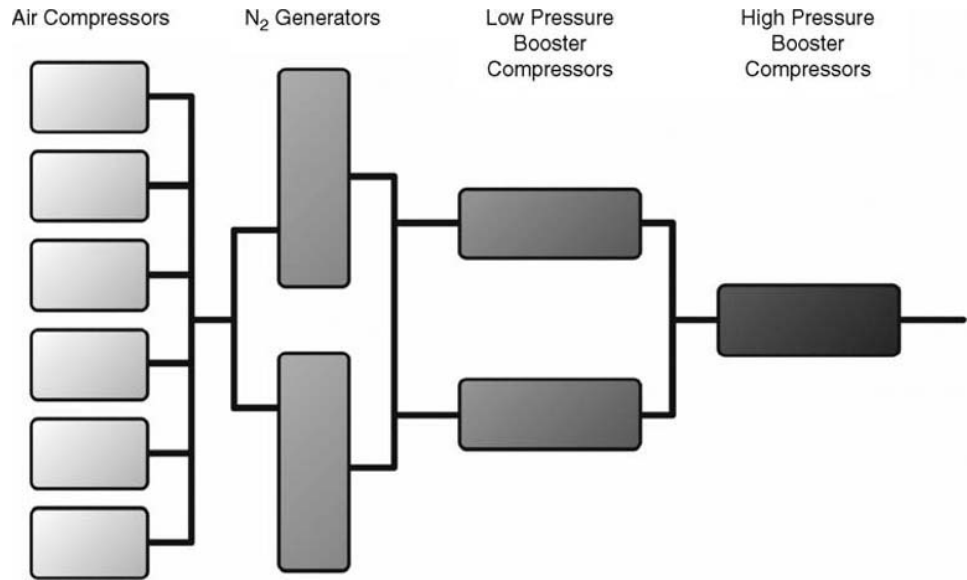 Air Compressors
N₂ Generators
Low Pressure
Booster
Compressors
High Pressure
Booster
Compressors